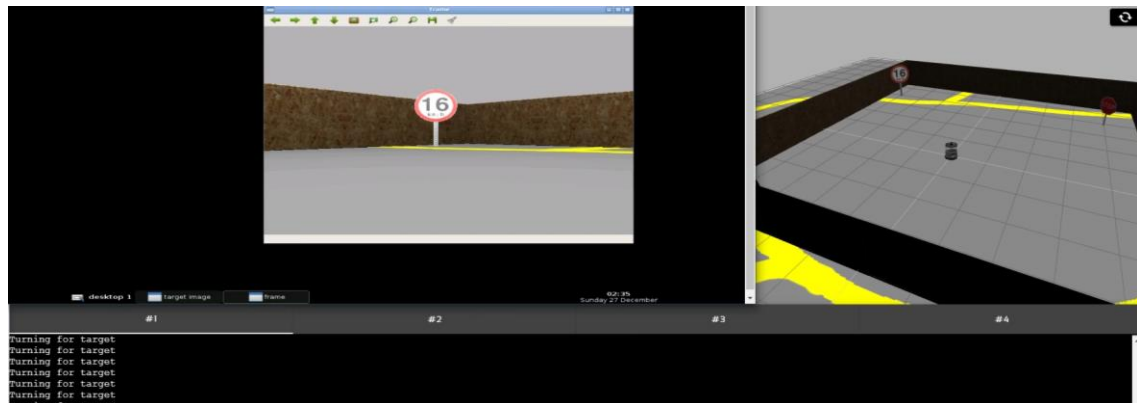 frame
16
16
desktop 1
target image
frame
02:35
Sunday 27 December
#1
#2
#3
#4
Turning for target
Turning for target
Turning for target
Turning for target
Turning for target
Turning for target